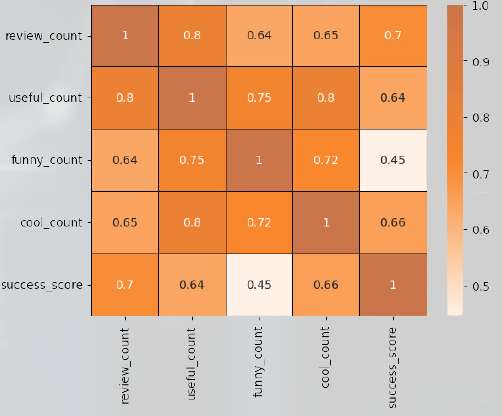 review_count 1 0.8 0.64 0.65 0.7
useful_count 0.8 1 0.75 0.8 0.64
funny_count 0.64 0.75 1 0.72 0.45
cool_count 0.65 0.8 0.72 1 0.66
success_score 0.7 0.64 0.45 0.66 1
review_count
useful_count
funny_count
cool_count
success_score
1.0
0.9
0.8
0.7
0.6
0.5